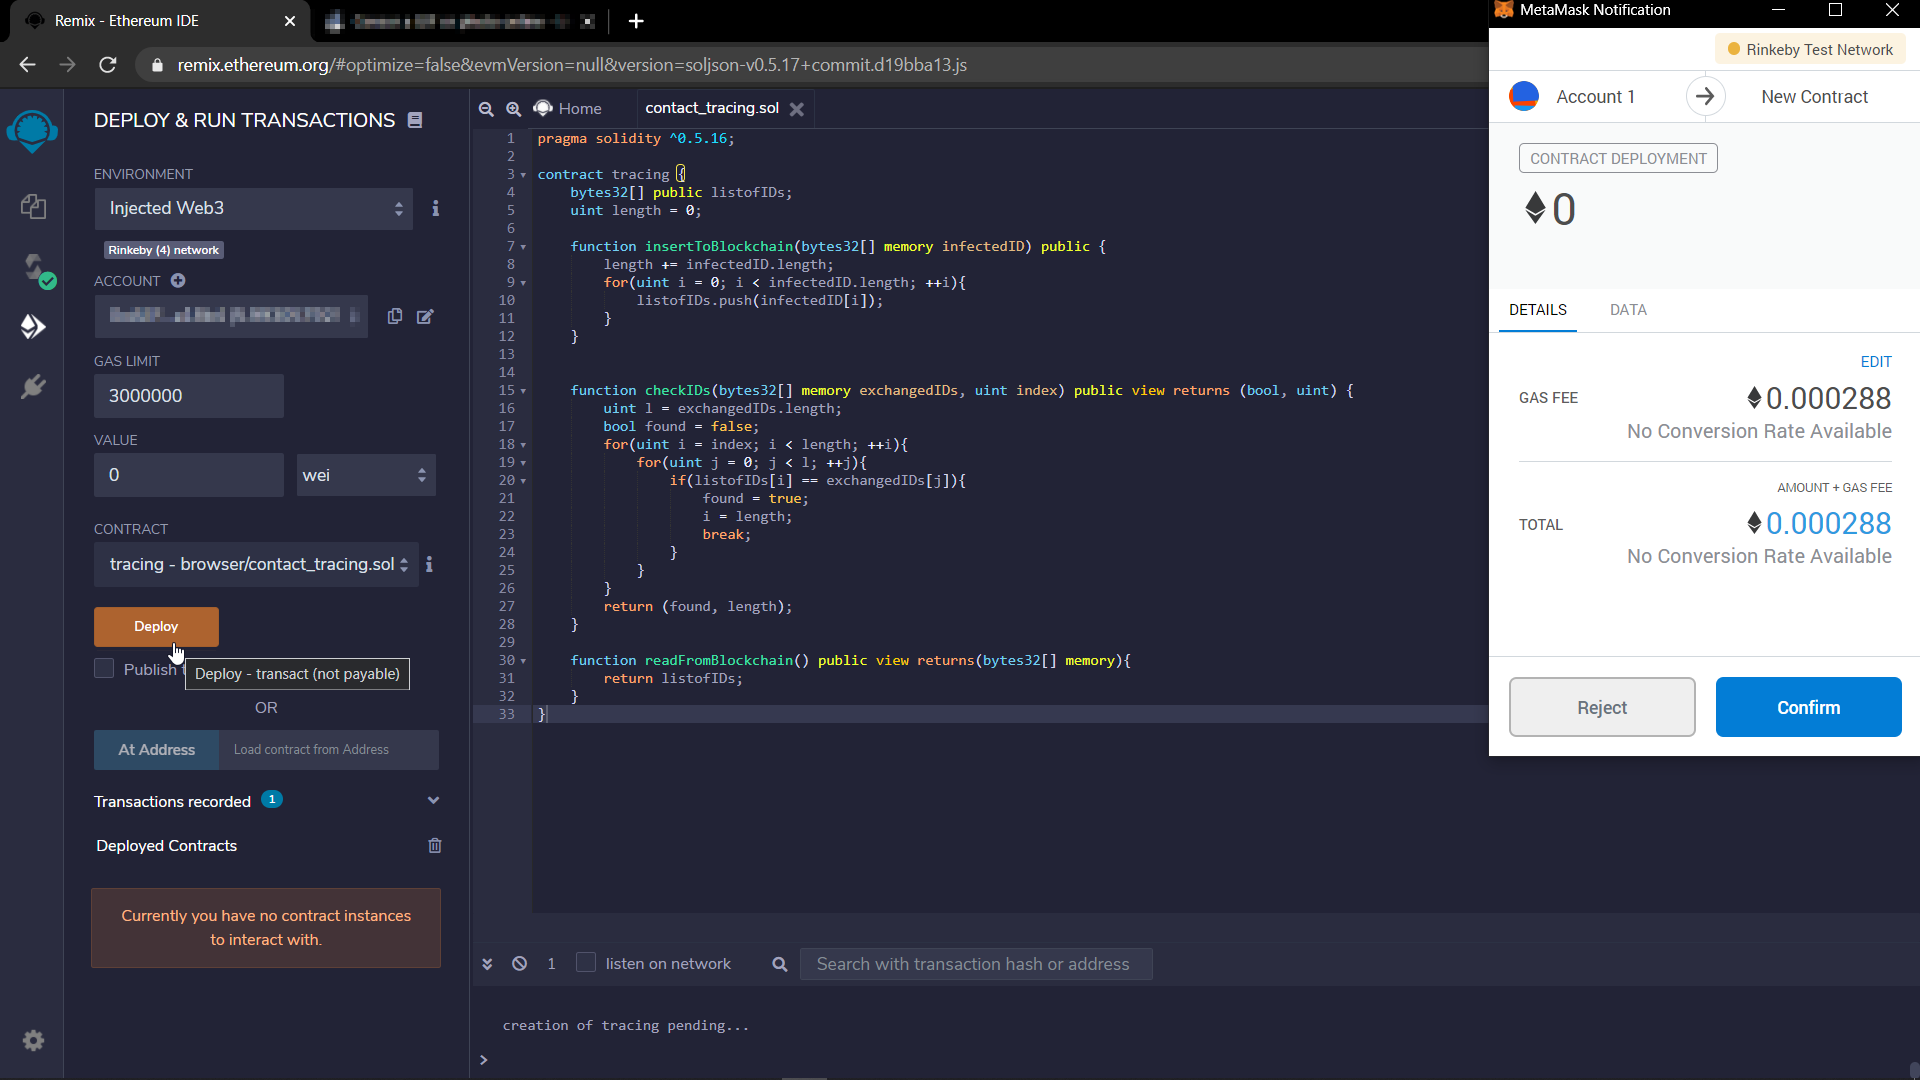 Remix - Ethereum IDE
remix.ethereum.org/#optimize=false&evmVersion=null&version=soljson-v0.5.17+commit.d19bba13.js
DEPLOY & RUN TRANSACTIONS
ENVIRONMENT
Injected Web3
Rinkeby (4) network
ACCOUNT
GAS LIMIT
3000000
VALUE
0
wei
CONTRACT
tracing - browser/contact_tracing.sol
Deploy
Publish
Deploy - transact (not payable)
OR
At Address
Load contract from Address
Transactions recorded 1
Deployed Contracts
Currently you have no contract instances
to interact with.
Home
contact_tracing.sol
1 pragma solidity ^0.5.16;
2
3 contract tracing {
4 bytes32[] public listofIDs;
5 uint length = 0;
6
7 function insertToBlockchain(bytes32[] memory infectedID) public {
8 length += infectedID.length;
9 for(uint i = 0; i < infectedID.length; ++i){
10 listofIDs.push(infectedID[i]);
11 }
12 }
13
14
15 function checkIDs(bytes32[] memory exchangedIDs, uint index) public view returns (bool, uint) {
16 uint l = exchangedIDs.length;
17 bool found = false;
18 for(uint i = index; i < length; ++i){
19 for(uint j = 0; j < l; ++j){
20 if(listofIDs[i] == exchangedIDs[j]){
21 found = true;
22 i = length;
23 break;
24 }
25 }
26 }
27 return (found, length);
28 }
29
30 function readFromBlockchain() public view returns(bytes32[] memory){
31 return listofIDs;
32 }
33 }
1
listen on network
Search with transaction hash or address
creation of tracing pending...
>
MetaMask Notification
Rinkeby Test Network
Account 1
New Contract
CONTRACT DEPLOYMENT
0
DETAILS
DATA
EDIT
GAS FEE
0.000288
No Conversion Rate Available
AMOUNT + GAS FEE
TOTAL
0.000288
No Conversion Rate Available
Reject
Confirm